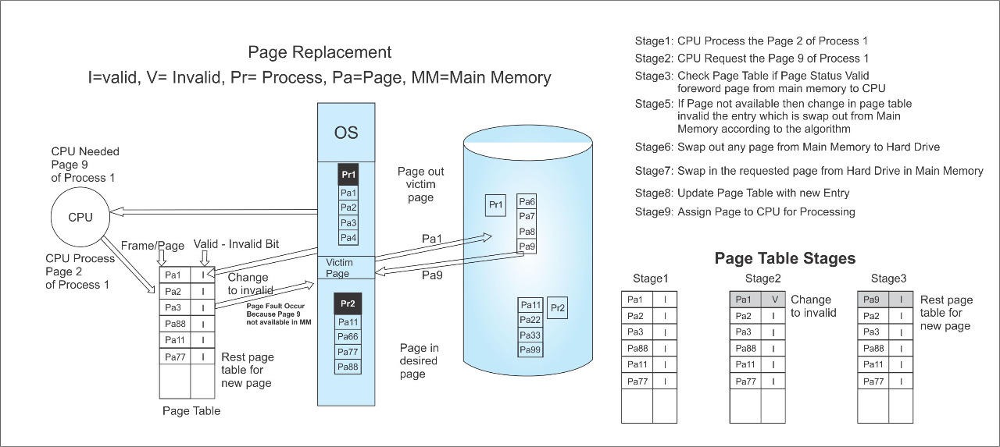 Page Replacement
I=valid, V= Invalid, Pr= Process, Pa=Page, MM=Main Memory
CPU Needed
Page 9
of Process 1
CPU
CPU Process
Page 2
of Process 1
Frame/Page
Valid - Invalid Bit
Pa1 I
Pa2 I
Pa3 I
Pa88 I
Pa11 I
Pa77 I
Page Table
Change
to invalid
Page Fault Occur
Because Page 9
not available in MM
Rest page
table for
new page
OS
Pr1
Pa1
Pa2
Pa3
Pa4
Victim
Page
Pr2
Pa11
Pa66
Pa77
Pa88
Page out
victim
page
Pa1
Pa9
Page in
desired
page
Pr1
Pa6
Pa7
Pa8
Pa9
Pa11
Pa22
Pa33
Pa99
Pr2
Stage1: CPU Process the Page 2 of Process 1
Stage2: CPU Request the Page 9 of Process 1
Stage3: Check Page Table if Page Status Valid
foreword page from main memory to CPU
Stage5: If Page not available then change in page table
invalid the entry which is swap out from Main
Memory according to the algorithm
Stage6: Swap out any page from Main Memory to Hard Drive
Stage7: Swap in the requested page from Hard Drive in Main Memory
Stage8: Update Page Table with new Entry
Stage9: Assign Page to CPU for Processing
Page Table Stages
Stage1
Pa1 I
Pa2 I
Pa3 I
Pa88 I
Pa11 I
Pa77 I
Stage2
Pa1 V
Pa2 I
Pa3 I
Pa88 I
Pa11 I
Pa77 I
Change
to invalid
Stage3
Pa9 I
Pa2 I
Pa3 I
Pa88 I
Pa11 I
Pa77 I
Rest page
table for
new page